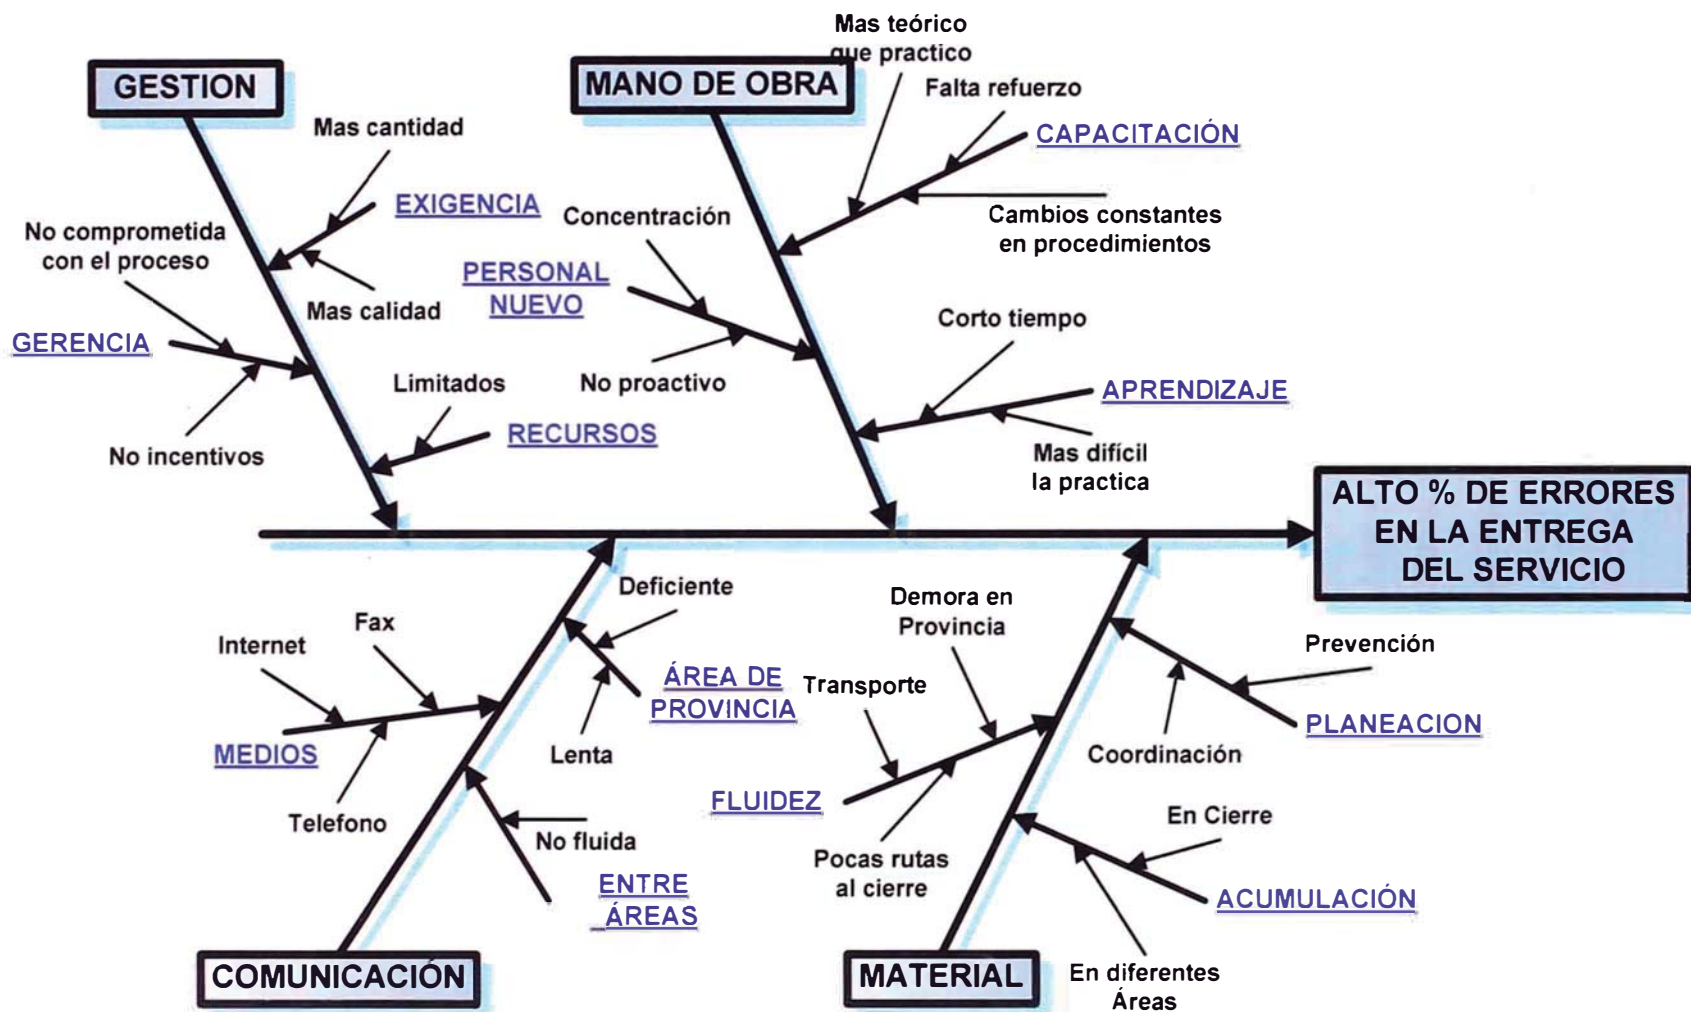 Mas teórico
que practico
GESTION
MANO DE OBRA
Falta refuerzo
Mas cantidad
CAPACITACIÓN
EXIGENCIA
Concentración
Cambios constantes
en procedimientos
No comprometida
con el proceso
PERSONAL
NUEVO
Mas calidad
Corto tiempo
GERENCIA
Limitados
No proactivo
APRENDIZAJE
RECURSOS
No incentivos
Mas difícil
la practica
ALTO % DE ERRORES
EN LA ENTREGA
DEL SERVICIO
Deficiente
Demora en
Provincia
Fax
Internet
Prevención
ÁREA DE
PROVINCIA
Transporte
PLANEACION
MEDIOS
Lenta
Coordinación
FLUIDEZ
Telefono
No fluida
En Cierre
Pocas rutas
al cierre
ENTRE
ÁREAS
ACUMULACIÓN
COMUNICACIÓN
MATERIAL
En diferentes
Áreas